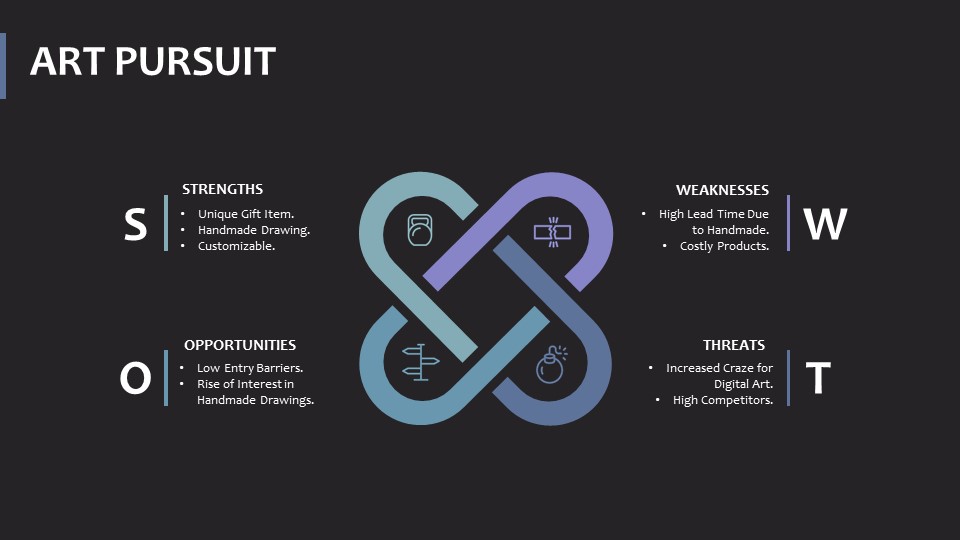 ART PURSUIT
S
STRENGTHS
• Unique Gift Item.
• Handmade Drawing.
• Customizable.
WEAKNESSES
• High Lead Time Due
to Handmade.
• Costly Products.
W
O
OPPORTUNITIES
• Low Entry Barriers.
• Rise of Interest in
Handmade Drawings.
THREATS
• Increased Craze for
Digital Art.
• High Competitors.
T